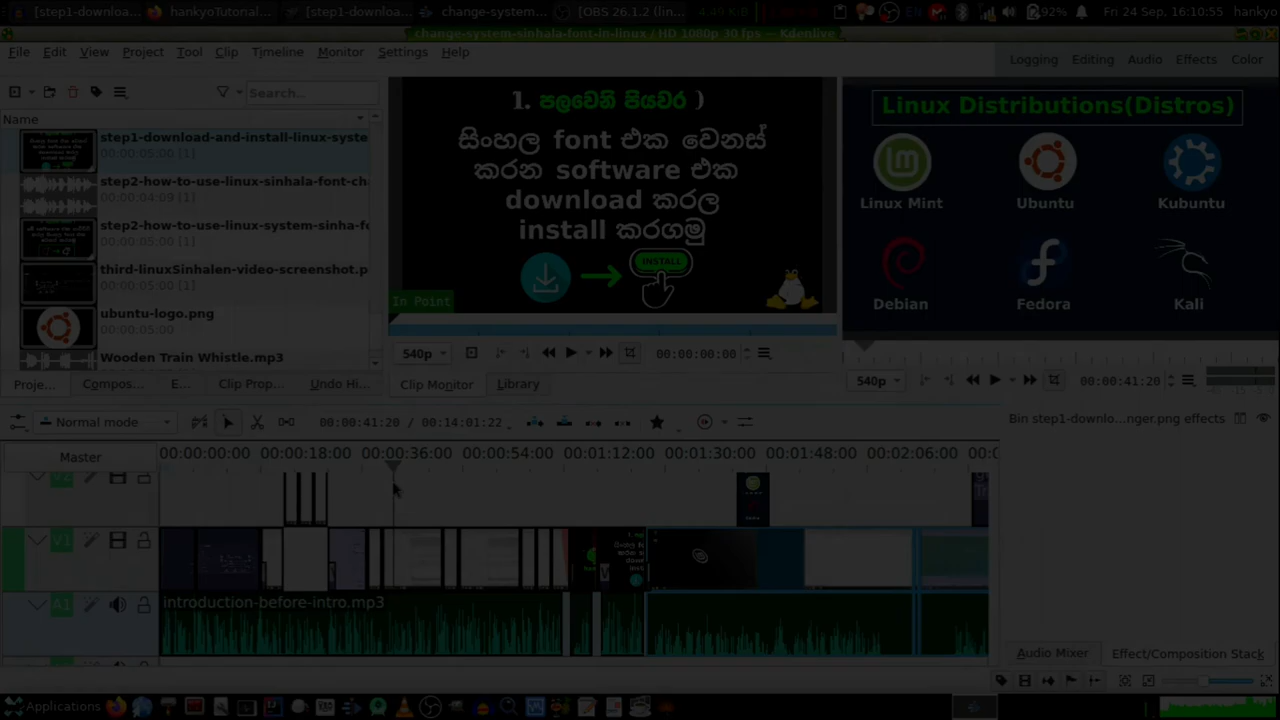 [step1-downloa...
hankyoTutorial...
[step1-downloa...
change-system...
[OBS 26.1.2 (lin...
4.49 KiB
EN
92%
Fri 24 Sep. 16:10:55
hankyo
change-system-sinhala-font-in-linux / HD 1080p 30 fps — Kdenlive
File Edit View Project Tool Clip Timeline Monitor Settings Help
Logging Editing Audio Effects Color
Search...
Name
step1-download-and-install-linux-syste
00:00:05:00 [1]
step2-how-to-use-linux-sinhala-font-ch
00:00:04:09 [1]
step2-how-to-use-linux-system-sinha-fo
00:00:05:00 [1]
third-linuxSinhalen-video-screenshot.p
00:00:05:00 [1]
ubuntu-logo.png
00:00:05:00
Wooden Train Whistle.mp3
Proje... Compos... E... Clip Prop... Undo Hi...
1. පලවෙනි පියවර )
සිංහල font එක වෙනස්
කරන software එක
download කරල
install කරගමු
INSTALL
In Point
540p
00:00:00:00
Clip Monitor Library
Linux Distributions(Distros)
Linux Mint Ubuntu Kubuntu
Debian Fedora Kali
540p
00:00:41:20
Normal mode
00:00:41:20 / 00:14:01:22
Bin step1-downlo...nger.png effects
Master
00:00:00:00 00:00:18:00 00:00:36:00 00:00:54:00 00:01:12:00 00:01:30:00 00:01:48:00 00:02:06:00 00:0
V2
V1
A1
introduction-before-intro.mp3
Audio Mixer Effect/Composition Stack
Applications